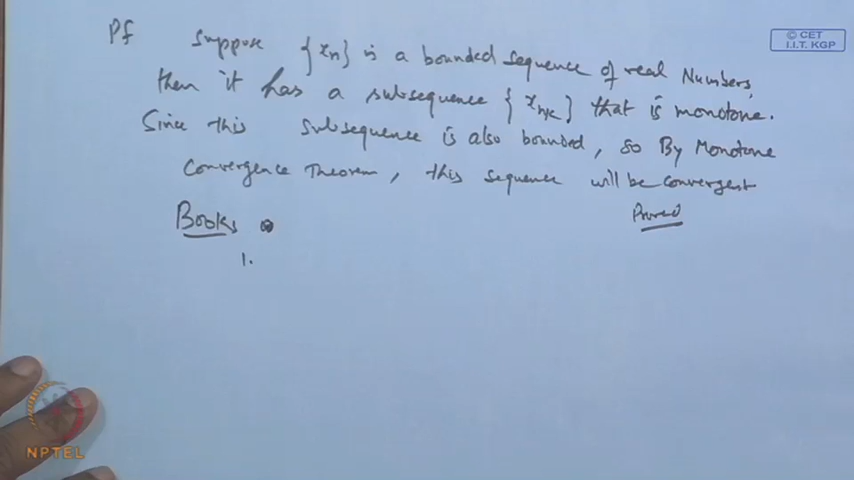 © CET
I.I.T. KGP
Pf Suppose {xn} is a bounded sequence of real Numbers,
then it has a subsequence {xnk} that is monotone.
Since this subsequence is also bounded, so By Monotone
Convergence Theorem, this sequence will be convergent
Proved
Books
1.
NPTEL